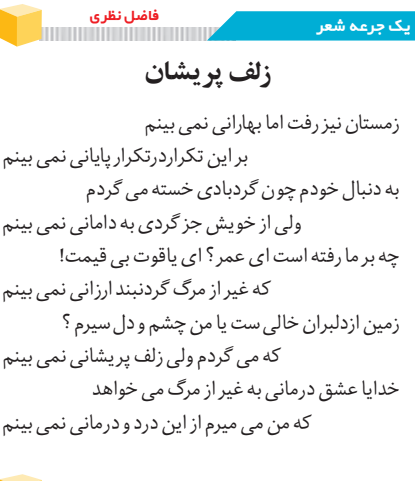 فاضل نظری
یک جرعه شعر
زلف پریشان
زمستان نیز رفت اما بهارانی نمی بینم
بر این تکراردرتکرار پایانی نمی بینم
به دنبال خودم چون گردبادی خسته می گردم
ولی از خویش جز گردی به دامانی نمی بینم
چه بر ما رفته است ای عمر؟ ای یاقوت بی قیمت!
که غیر از مرگ گردنبند ارزانی نمی بینم
زمین ازدلبران خالی ست یا من چشم و دل سیرم ؟
که می گردم ولی زلف پریشانی نمی بینم
خدایا عشق درمانی به غیر از مرگ می خواهد
که من می میرم از این درد و درمانی نمی بینم